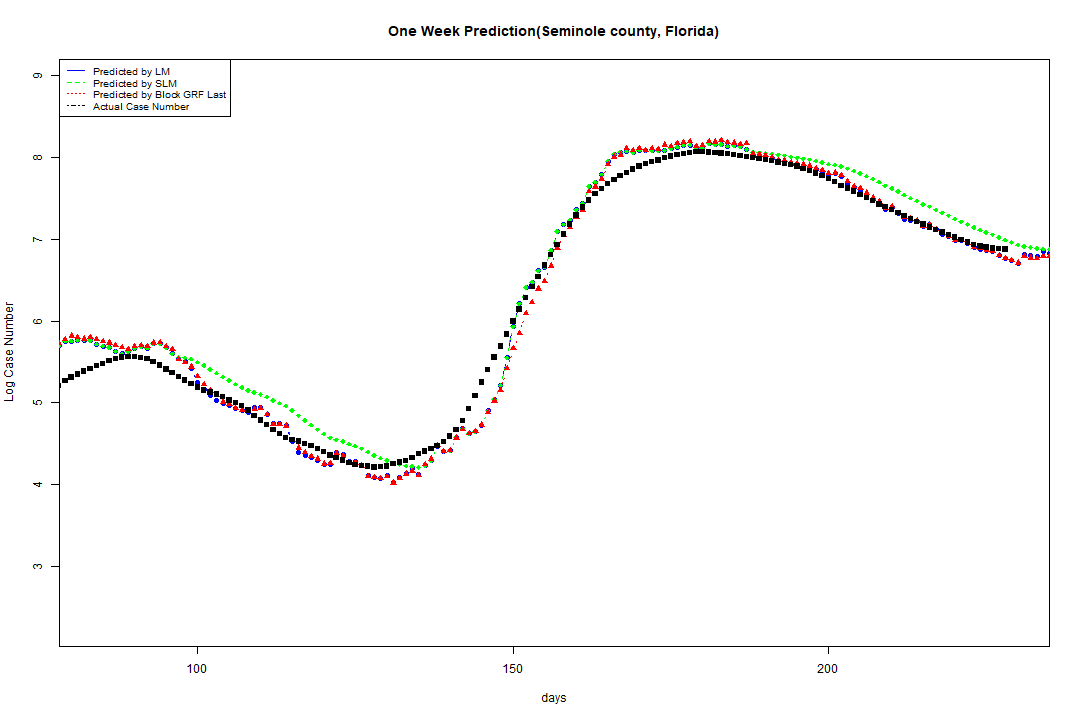 One Week Prediction(Seminole county, Florida)
Predicted by LM
Predicted by SLM
Predicted by Block GRF Last
Actual Case Number
Log Case Number
9
8
7
6
5
4
3
100 150 200
days